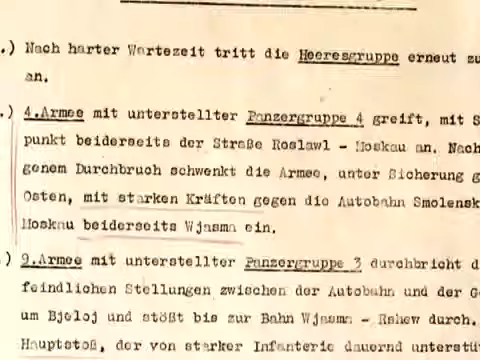 .) Nach harter Wartezeit tritt die Heeresgruppe erneut zu
an.
.) 4.Armee mit unterstellter Panzergruppe 4 greift, mit S
punkt beiderseits der Straße Roslawl - Moskau an. Nach
genem Durchbruch schwenkt die Armee, unter Sicherung g
Osten, mit starken Kräften gegen die Autobahn Smolensk
Moskau beiderseits Wjasma ein.
.) 9.Armee mit unterstellter Panzergruppe 3 durchbricht d
feindlichen Stellungen zwischen der Autobahn und der G
um Bjeloj und stößt bis zur Bahn Wjasma - Rshew durch.
Hauptstoß, der von starker Infanterie dauernd unterstü